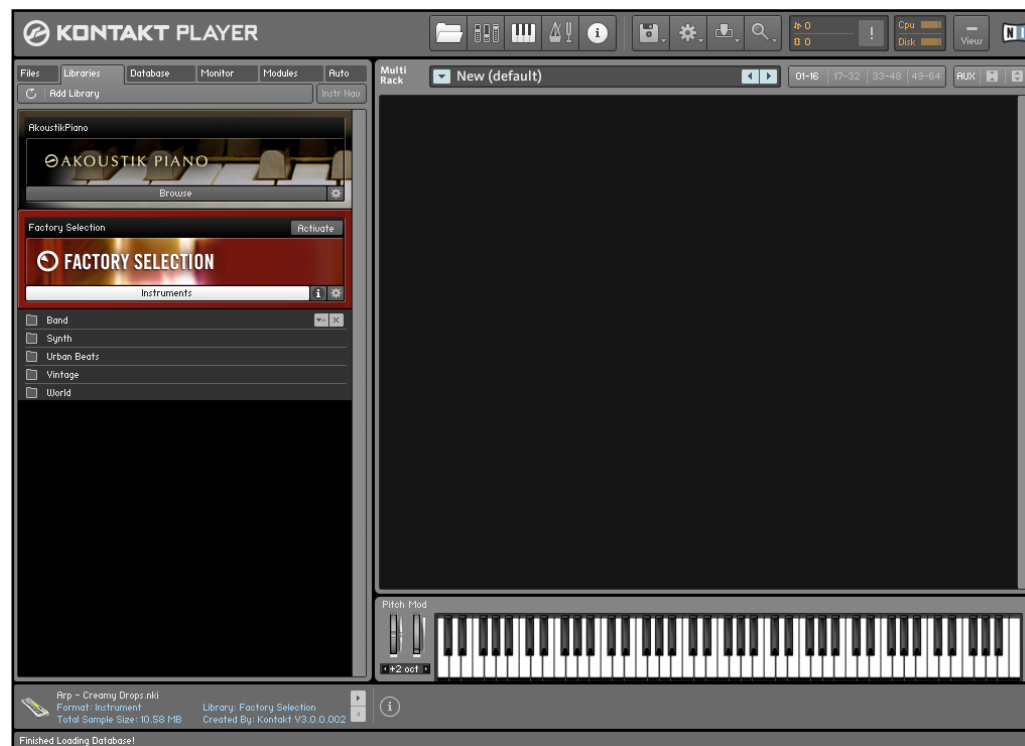 KONTAKT PLAYER
0
0 0
!
Cpu
Disk
View
Files Libraries Database Monitor Modules Auto
Add Library Instr Nav
Multi
Rack
New (default)
01-16 17-32 33-48 49-64
AUX
AkoustikPiano
AKOUSTIK PIANO
Browse
Factory Selection Activate
FACTORY SELECTION
Instruments
Band
Synth
Urban Beats
Vintage
World
Pitch Mod
+2 oct
Arp - Creamy Drops.nki
Format: Instrument Library: Factory Selection
Total Sample Size: 10.58 MB Created By: Kontakt V3.0.0.002
Finished Loading Database!